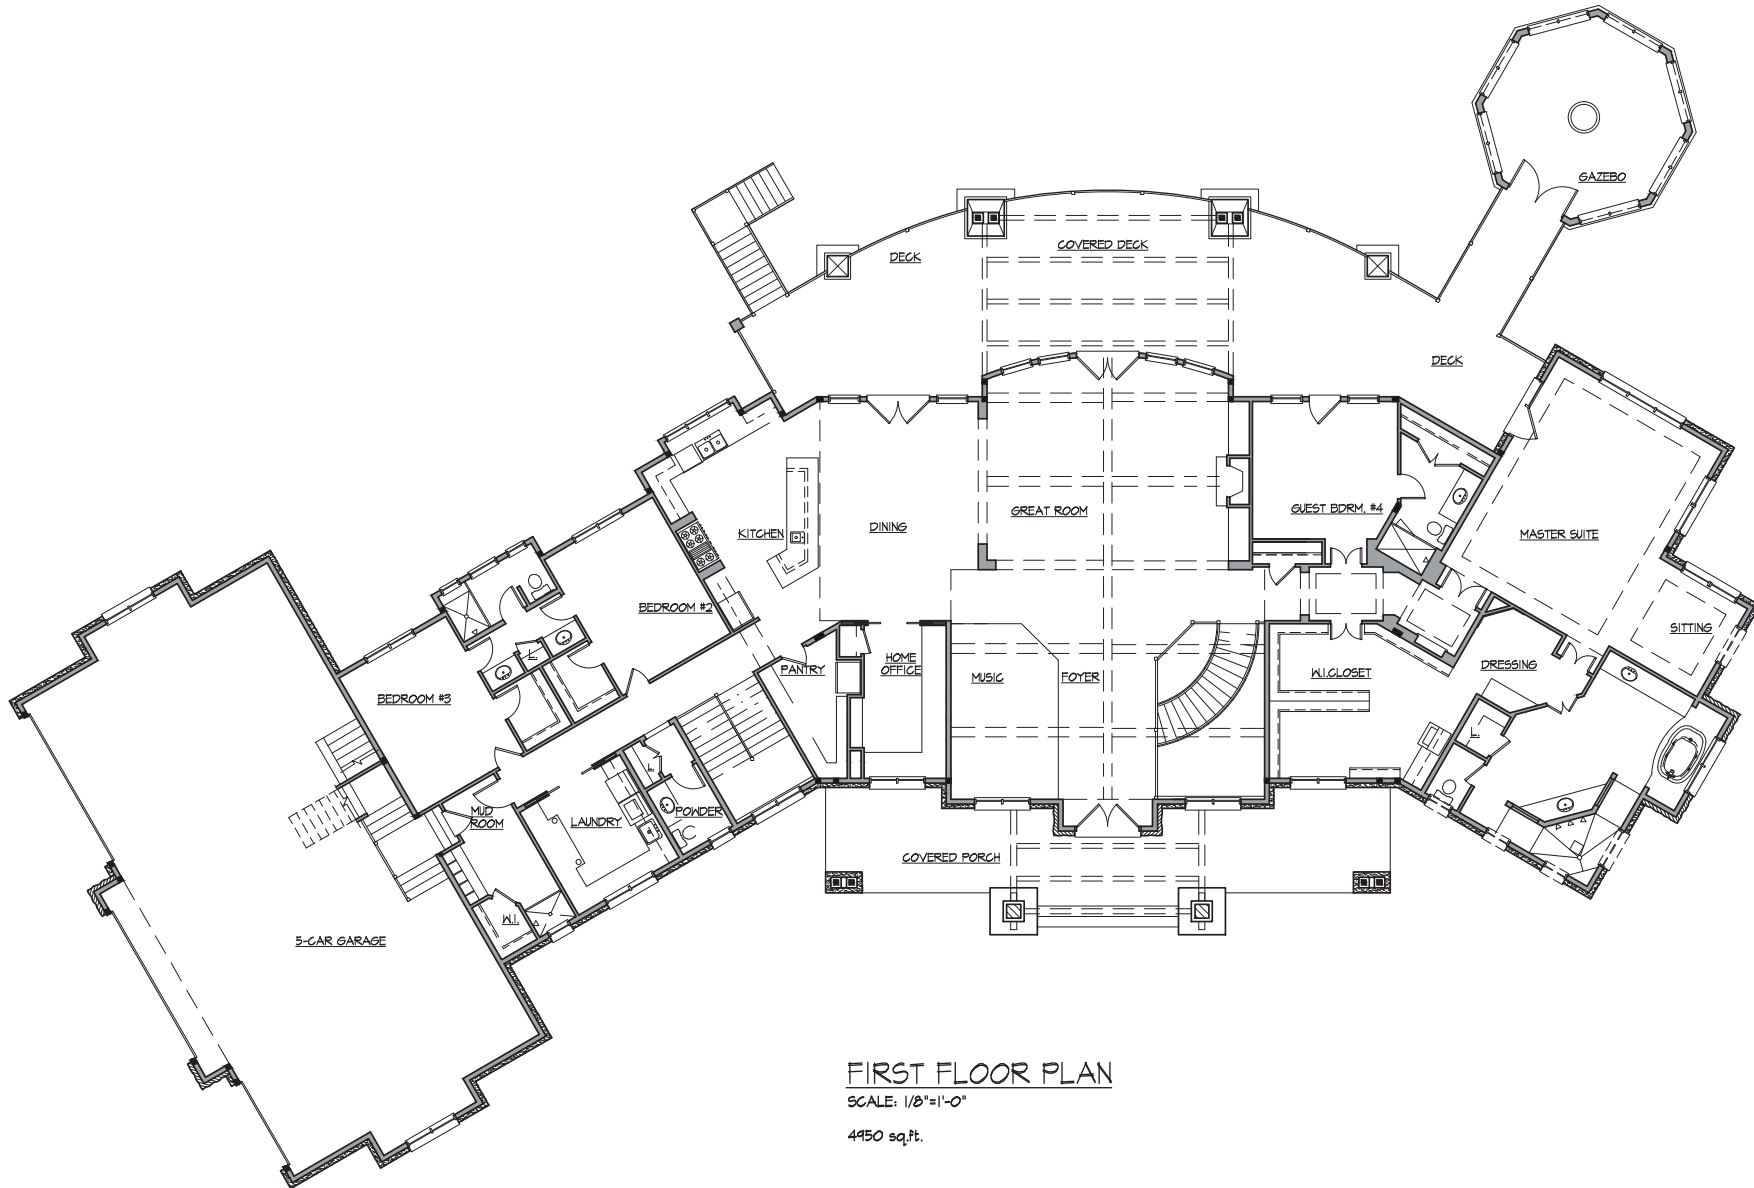 GAZEBO
COVERED DECK
DECK
DECK
GUEST BDRM. #4
GREAT ROOM
DINING
KITCHEN
MASTER SUITE
BEDROOM #2
SITTING
L.
HOME
OFFICE
PANTRY
MUSIC
FOYER
W.I.CLOSET
DRESSING
BEDROOM #3
L.
L.
MUD
ROOM
LAUNDRY
POWDER
COVERED PORCH
W.I.
5-CAR GARAGE
FIRST FLOOR PLAN
SCALE: 1/8"=1'-0"
4950 sq.ft.